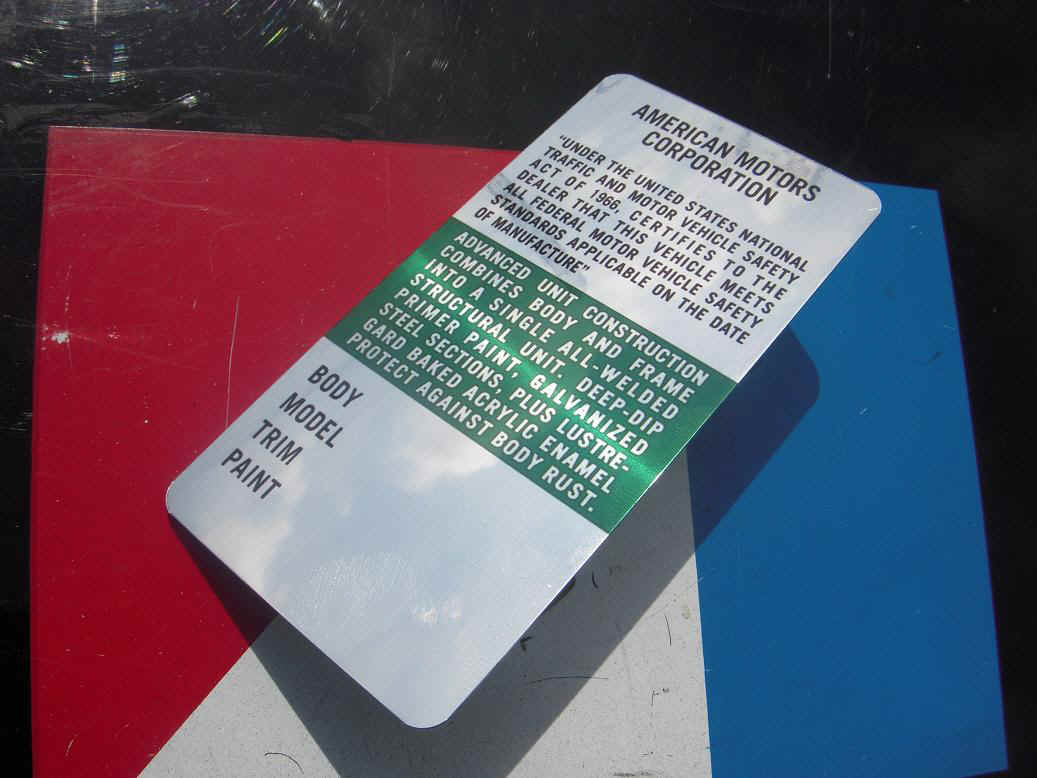 AMERICAN MOTORS
CORPORATION
"UNDER THE UNITED STATES NATIONAL
TRAFFIC AND MOTOR VEHICLE SAFETY
ACT OF 1966, CERTIFIES TO THE
DEALER THAT THIS VEHICLE MEETS
ALL FEDERAL MOTOR VEHICLE SAFETY
STANDARDS APPLICABLE ON THE DATE
OF MANUFACTURE"
ADVANCED UNIT CONSTRUCTION
COMBINES BODY AND FRAME
INTO A SINGLE ALL-WELDED
STRUCTURAL UNIT. DEEP-DIP
PRIMER PAINT, GALVANIZED
STEEL SECTIONS, PLUS LUSTRE-
GARD BAKED ACRYLIC ENAMEL
PROTECT AGAINST BODY RUST.
BODY
MODEL
TRIM
PAINT